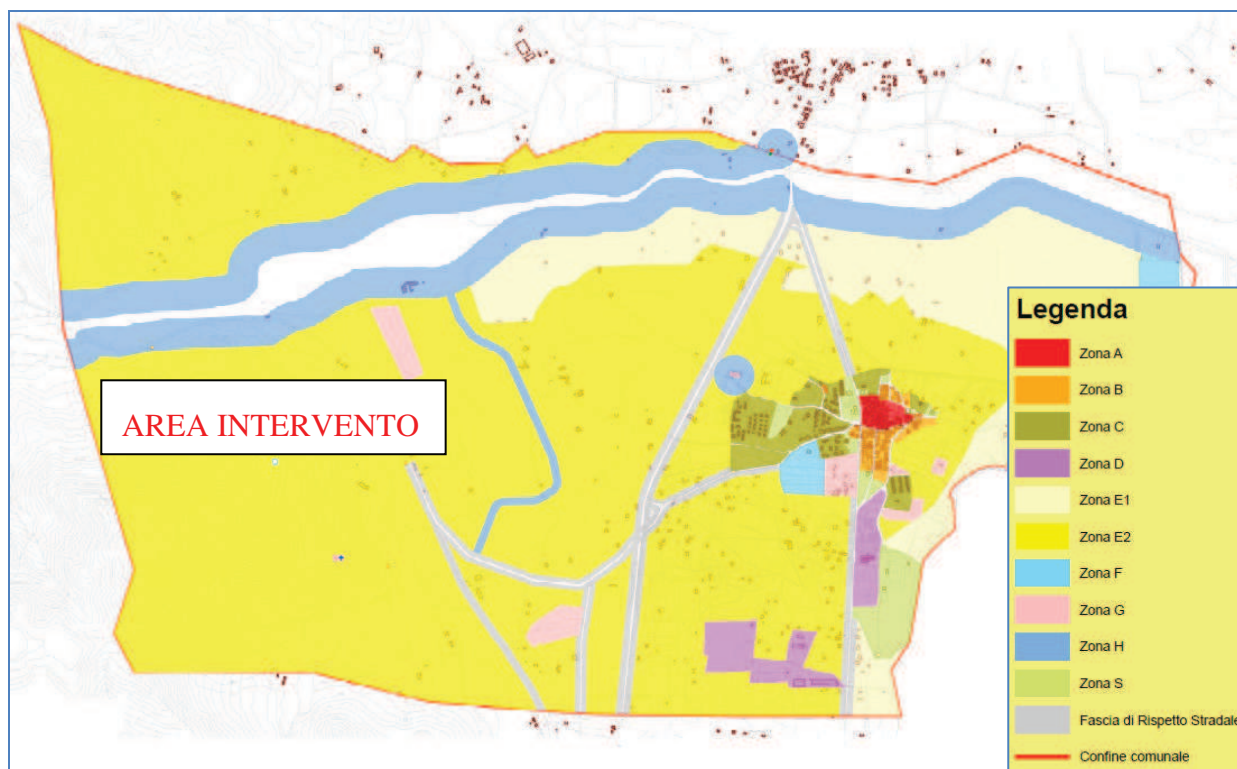 AREA INTERVENTO
Legenda
Zona A
Zona B
Zona C
Zona D
Zona E1
Zona E2
Zona F
Zona G
Zona H
Zona S
Fascia di Rispetto Stradale
Confine comunale